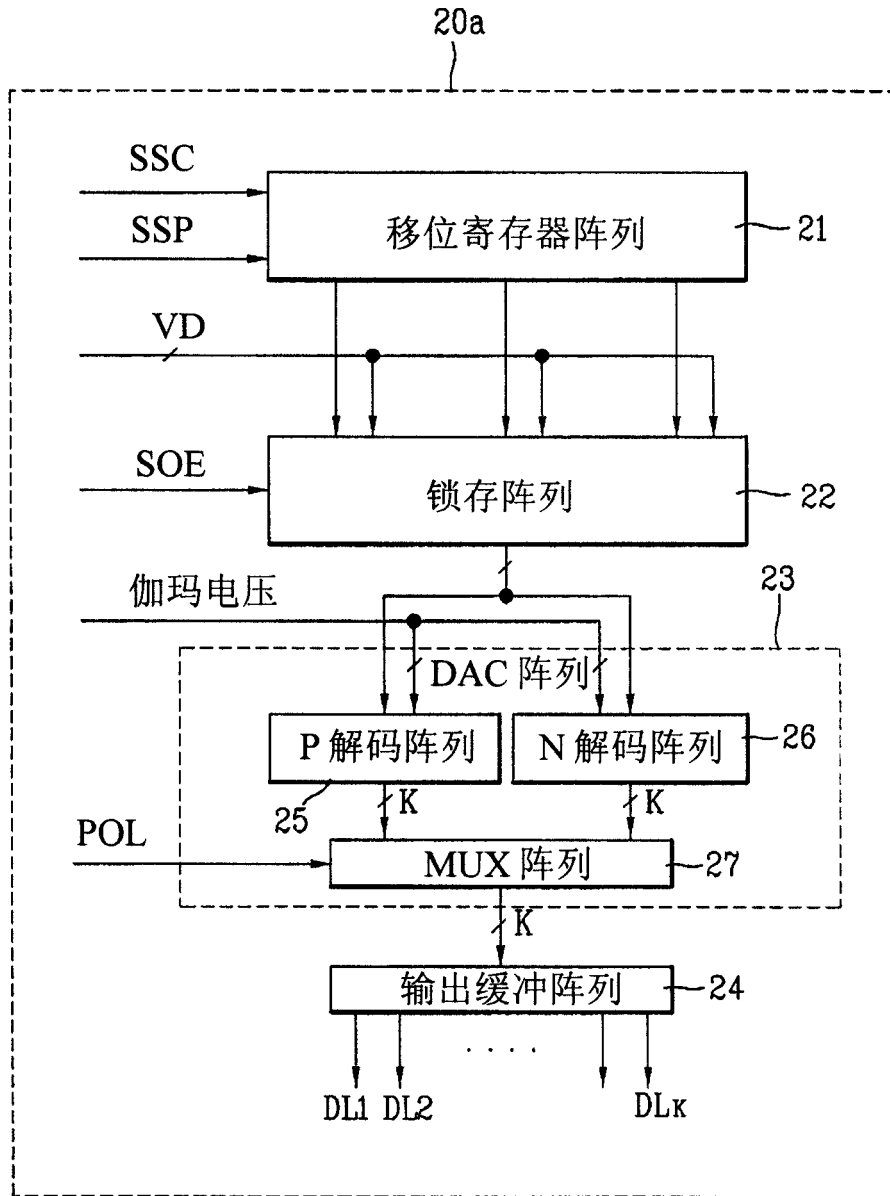 20a
SSC
SSP
移位寄存器阵列
21
VD
SOE
锁存阵列
22
伽玛电压
23
DAC 阵列
P 解码阵列
N 解码阵列
26
25
K
K
POL
MUX 阵列
27
K
输出缓冲阵列
24
. . . .
DL1 DL2 DLK